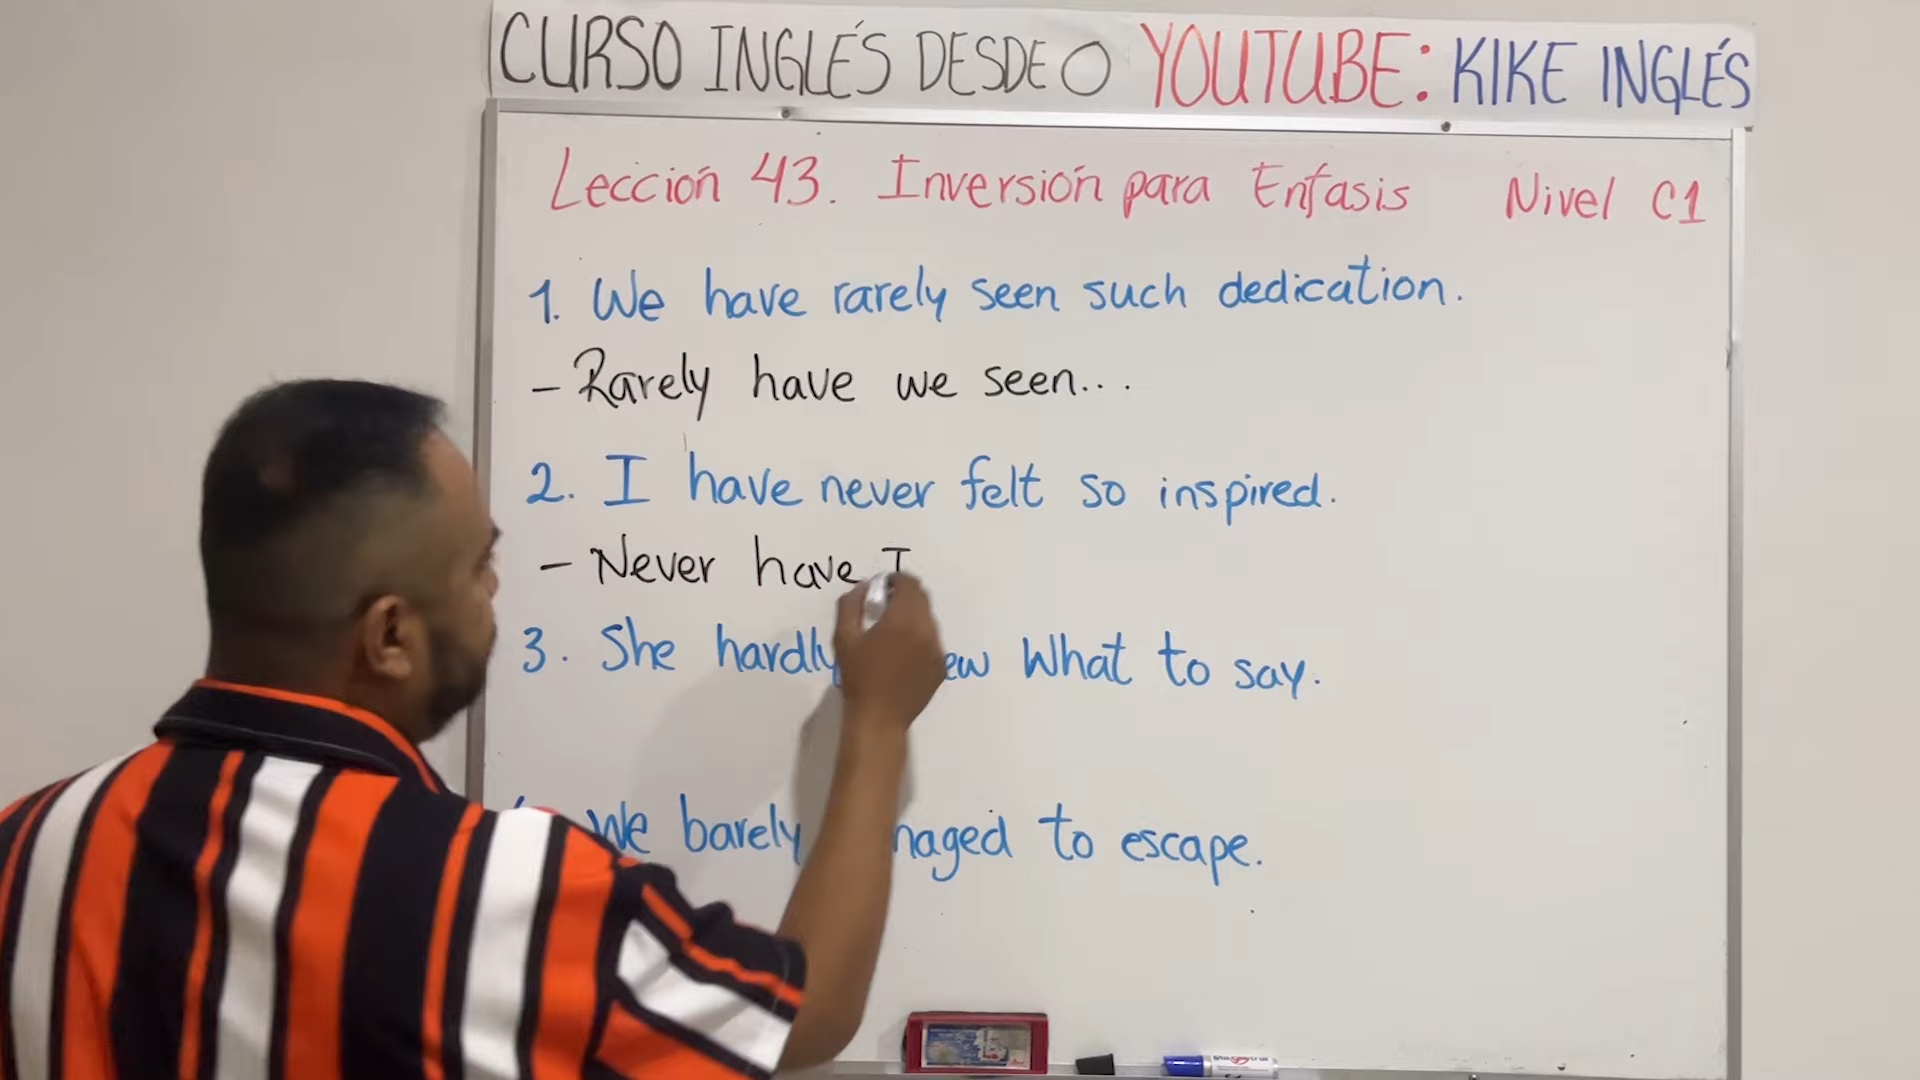 CURSO INGLÉS DESDE 0 YOUTUBE: KIKE INGLÉS
Lección 43. Inversión para Enfasis Nivel C1
1. We have rarely seen such dedication.
- Rarely have we seen...
2. I have never felt so inspired.
- Never have I
3. She hardly what to say.
We barely to escape.